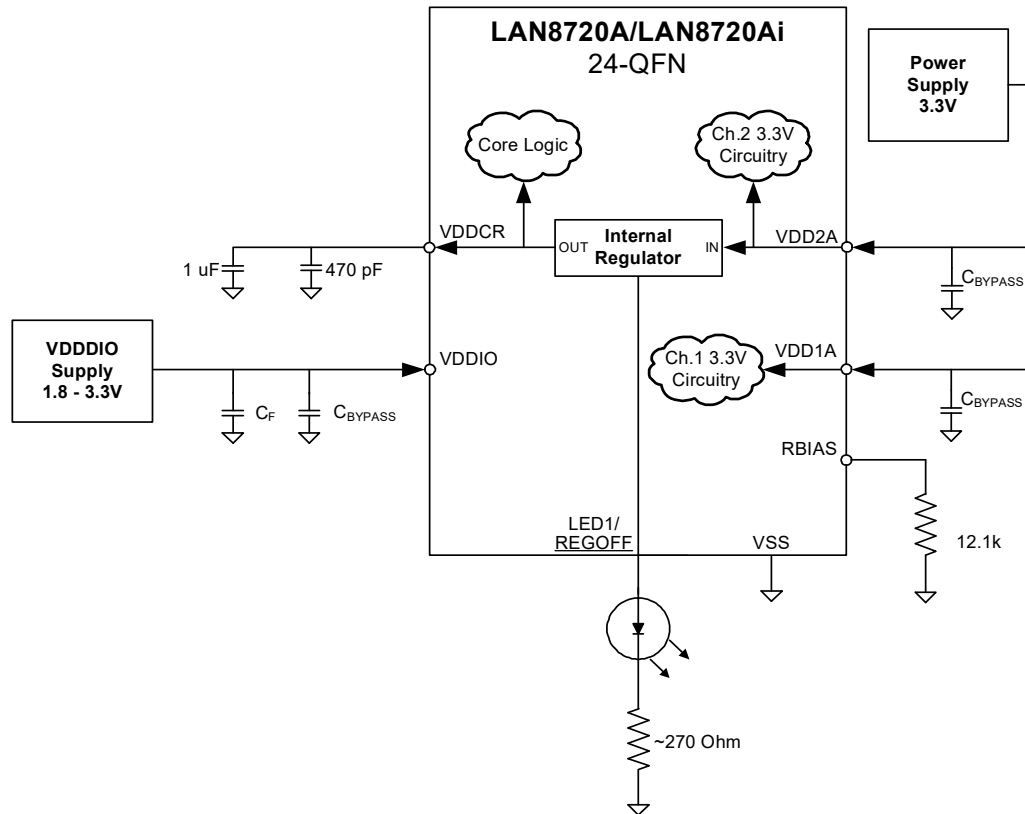 LAN8720A/LAN8720Ai
24-QFN
Power
Supply
3.3V
Core Logic
Ch.2 3.3V
Circuitry
VDDCR
OUT
Internal
Regulator
IN
VDD2A
1 uF
470 pF
CBYPASS
VDDDIO
Supply
1.8 - 3.3V
VDDIO
Ch.1 3.3V
Circuitry
VDD1A
CF
CBYPASS
CBYPASS
RBIAS
LED1/
REGOFF
VSS
12.1k
~270 Ohm